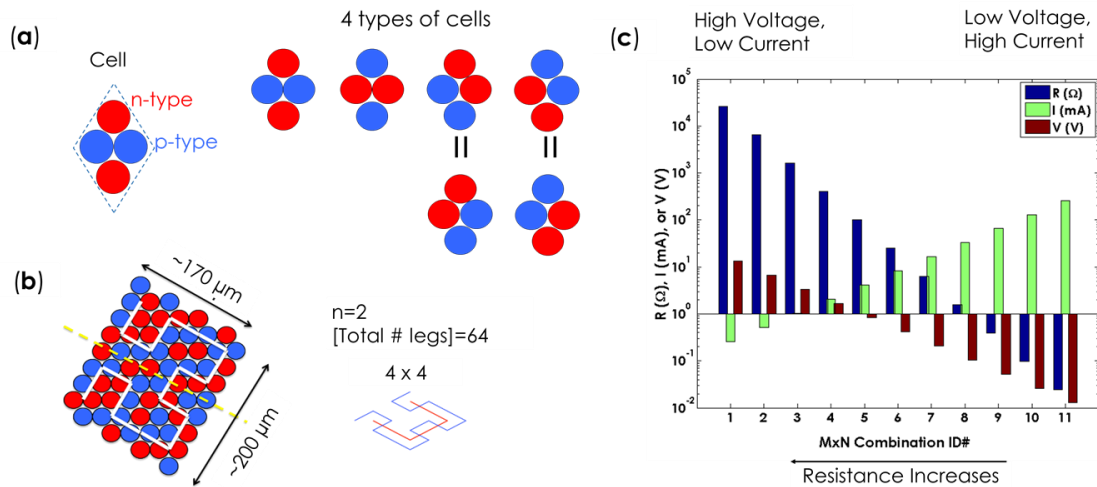 (a)
4 types of cells
Cell
n-type
p-type
=
=
(b)
~170 µm
~200 µm
n=2
[Total # legs]=64
4 x 4
(c)
High Voltage,
Low Current
Low Voltage,
High Current
R (Ω)
I (mA)
V (V)
R (Ω), I (mA), or V (V)
10^5
10^4
10^3
10^2
10^1
10^0
10^-1
10^-2
1 2 3 4 5 6 7 8 9 10 11
MxN Combination ID#
Resistance Increases